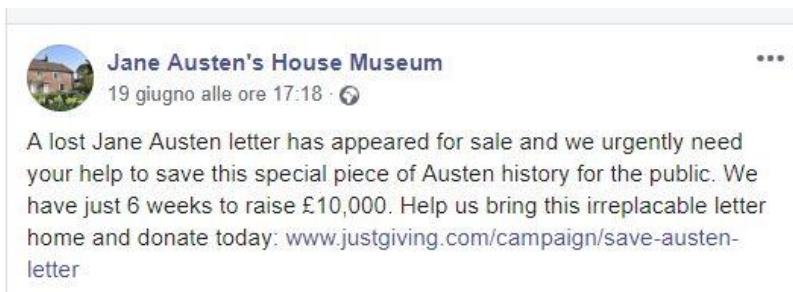 Jane Austen's House Museum
19 giugno alle ore 17:18 ·
A lost Jane Austen letter has appeared for sale and we urgently need
your help to save this special piece of Austen history for the public. We
have just 6 weeks to raise £10,000. Help us bring this irreplacable letter
home and donate today: www.justgiving.com/campaign/save-austen-
letter